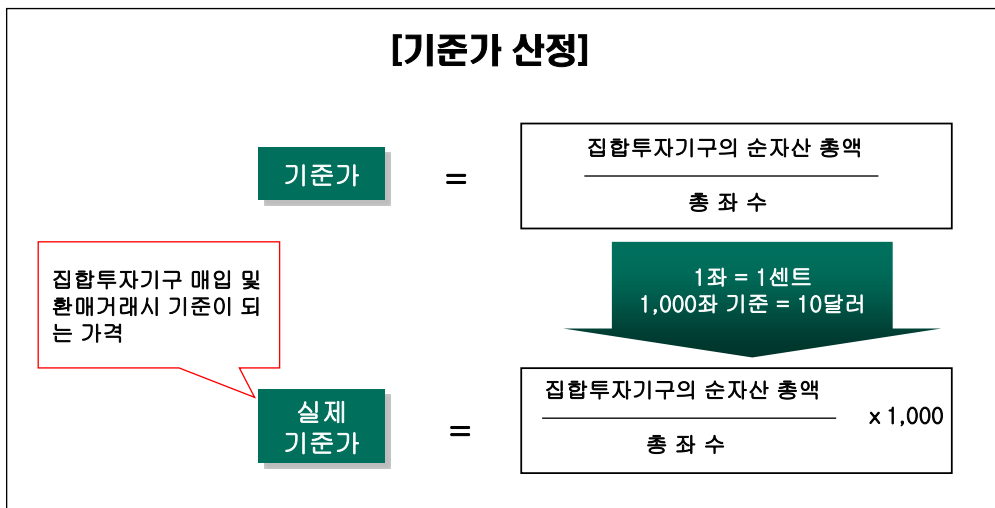 [기준가 산정]
기준가
=
집합투자기구의 순자산 총액
총 좌 수
집합투자기구 매입 및
환매거래시 기준이 되
는 가격
1좌 = 1센트
1,000좌 기준 = 10달러
실제
기준가
=
집합투자기구의 순자산 총액
총 좌 수
x 1,000